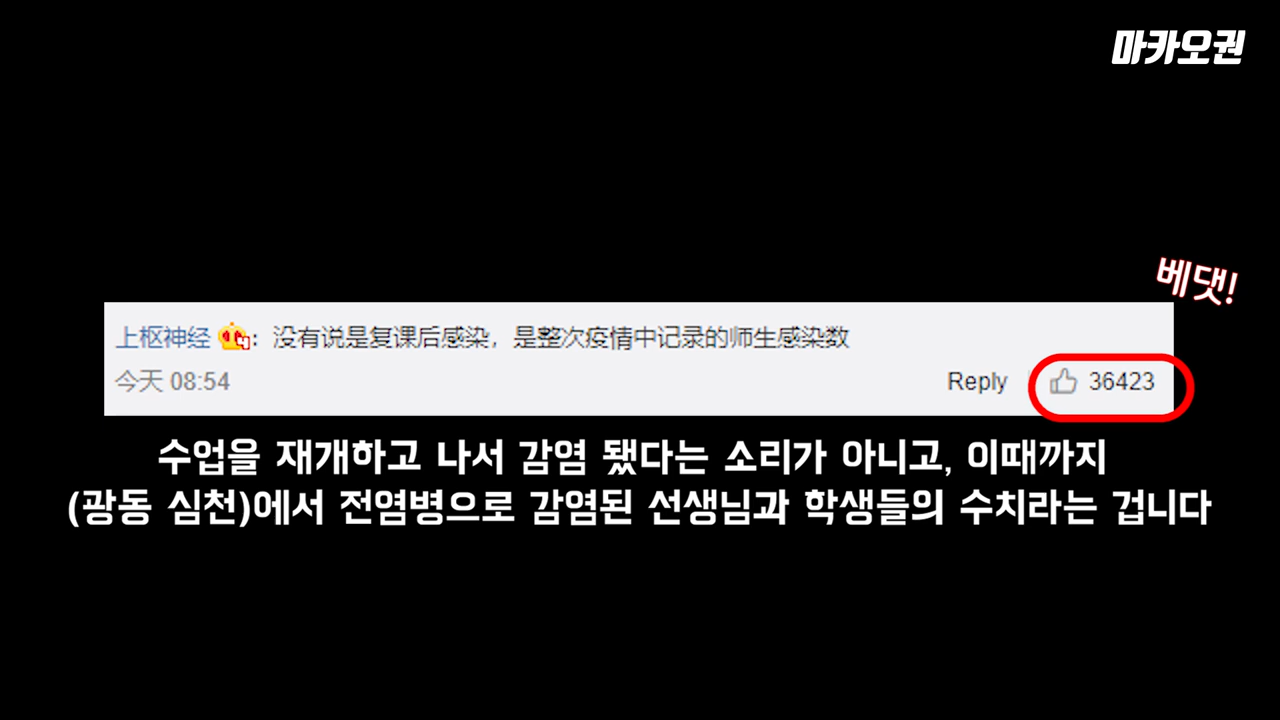 마카오권
베댓!
上枢神经 : 没有说是复课后感染，是整次疫情中记录的师生感染数
今天 08:54 Reply 36423
수업을 재개하고 나서 감염 됐다는 소리가 아니고, 이때까지
(광동 심천)에서 전염병으로 감염된 선생님과 학생들의 수치라는 겁니다